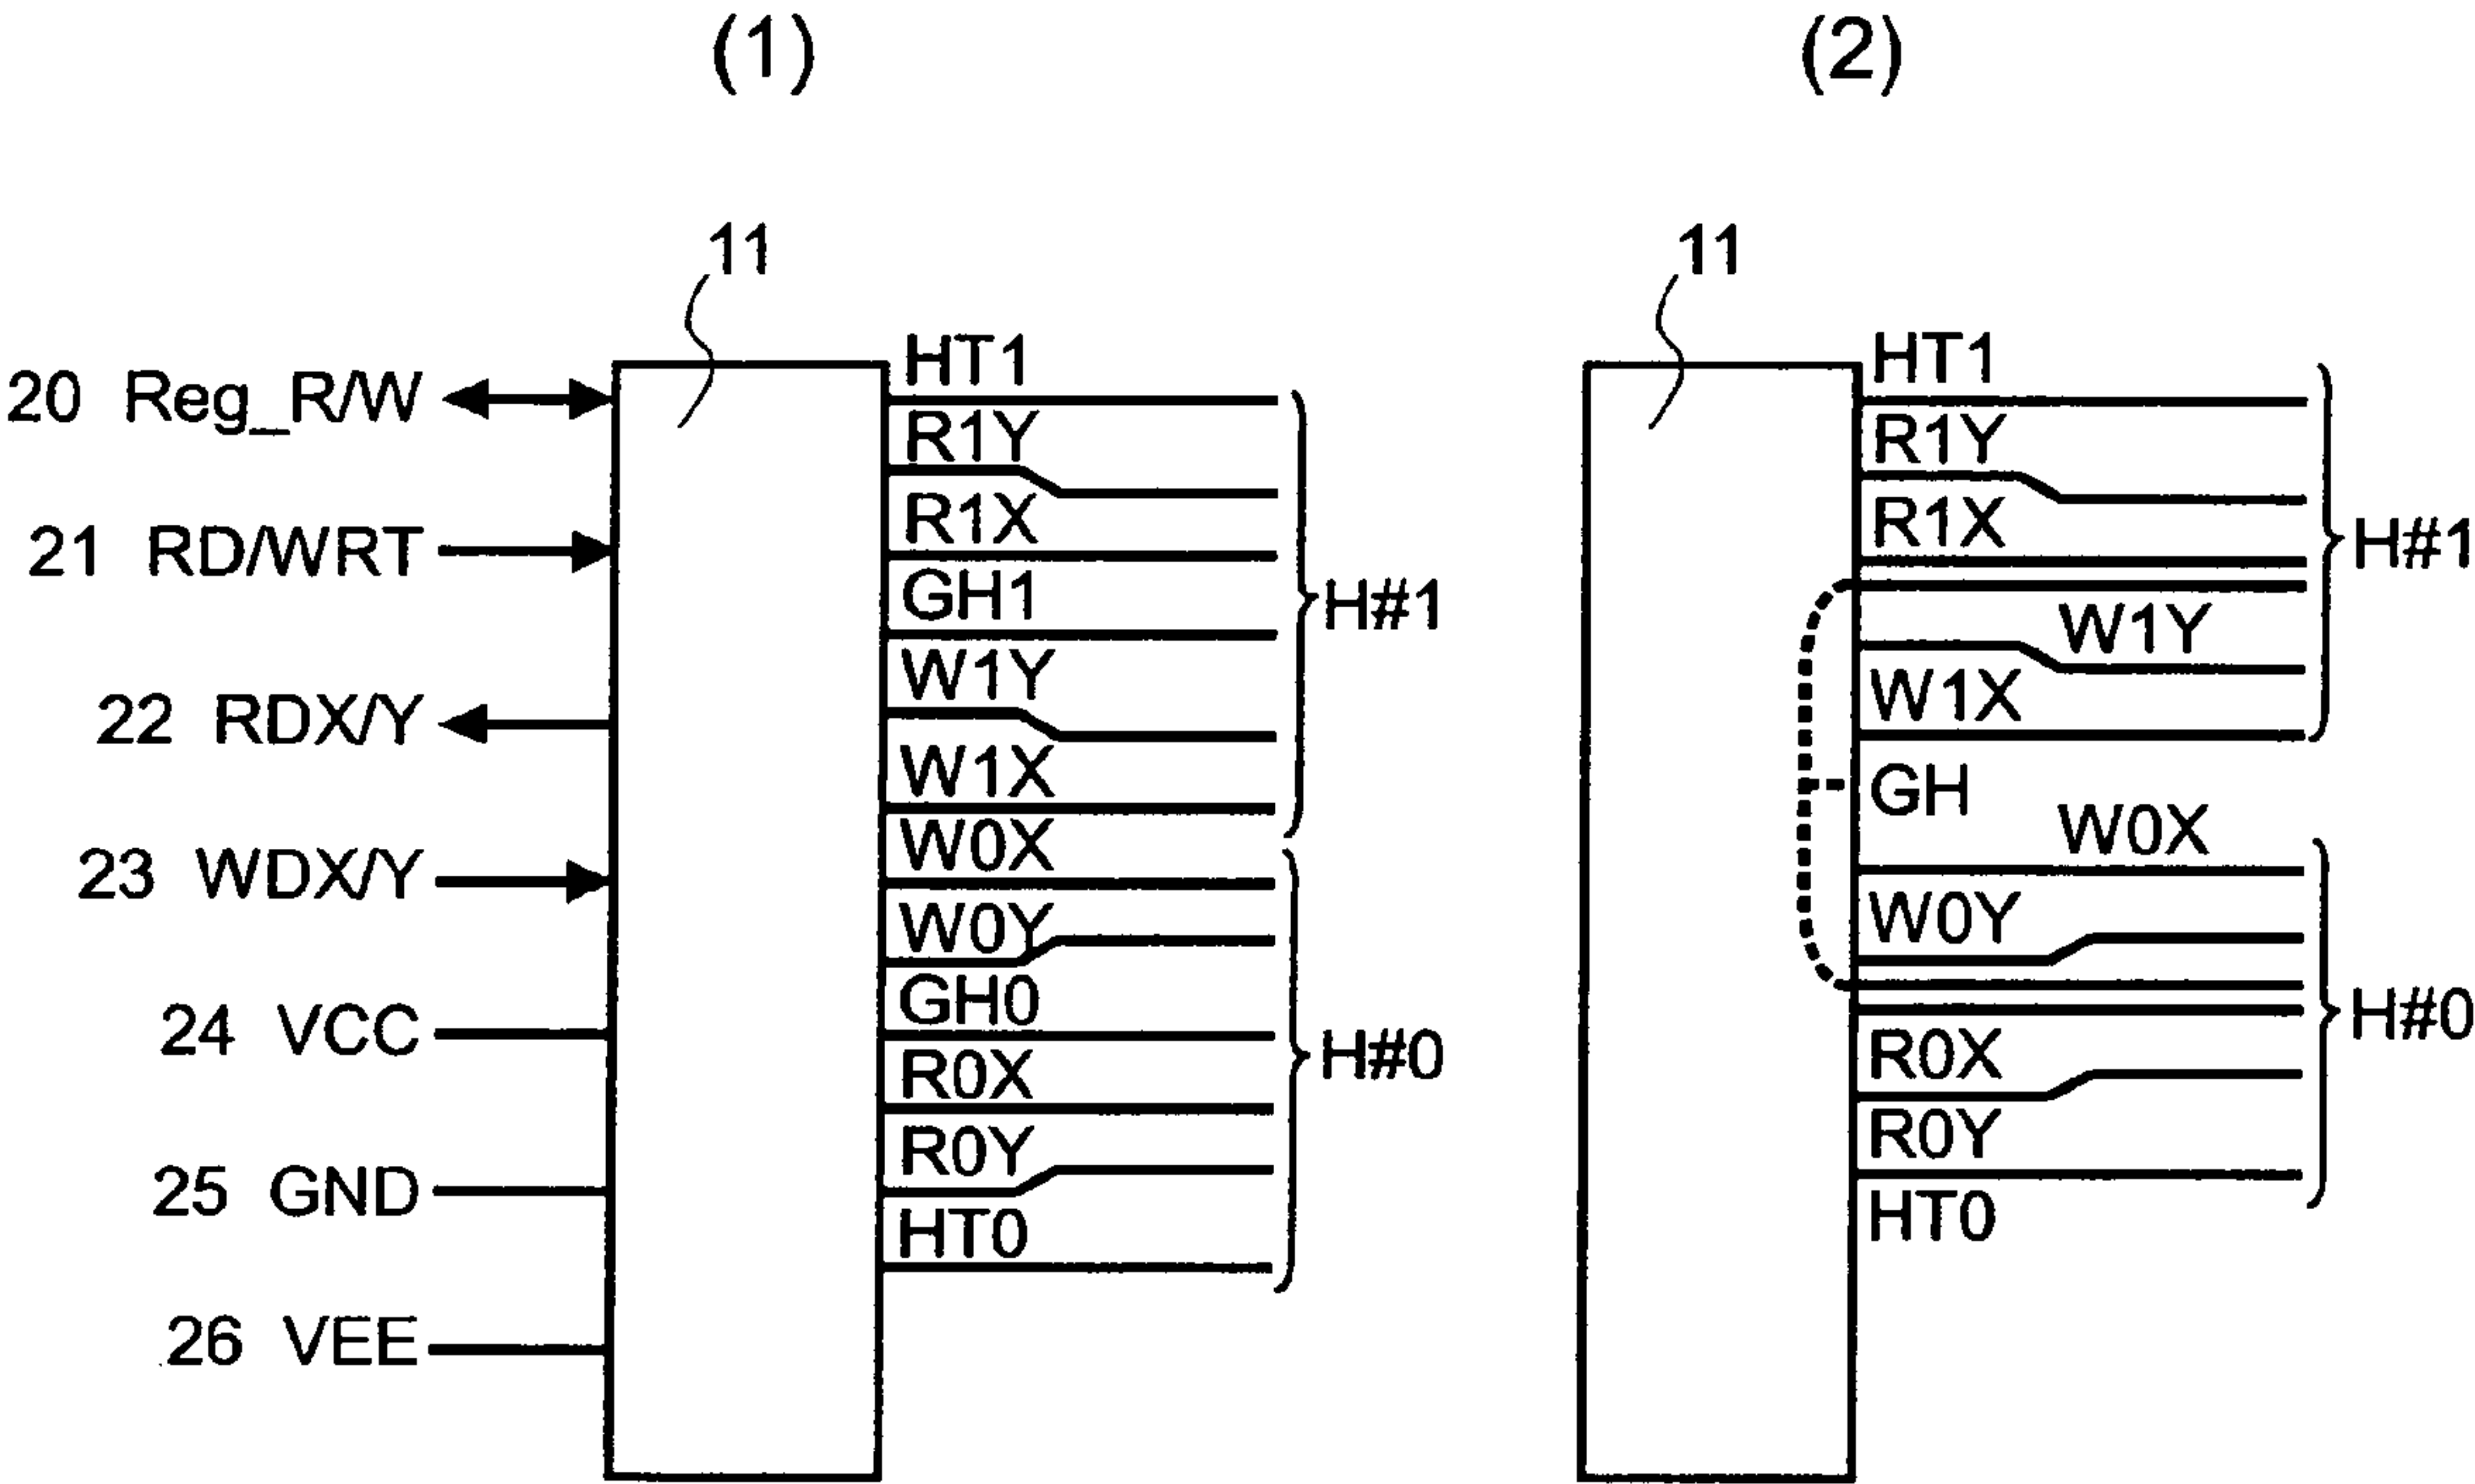 (1)
(2)
11
11
20 Reg_R/W
21 RD/WRT
22 RDX/Y
23 WDX/Y
24 VCC
25 GND
26 VEE
HT1
R1Y
R1X
GH1
W1Y
W1X
W0X
W0Y
GH0
R0X
R0Y
HT0
H#1
H#0
HT1
R1Y
R1X
W1Y
W1X
GH
W0X
W0Y
R0X
R0Y
HT0
H#1
H#0